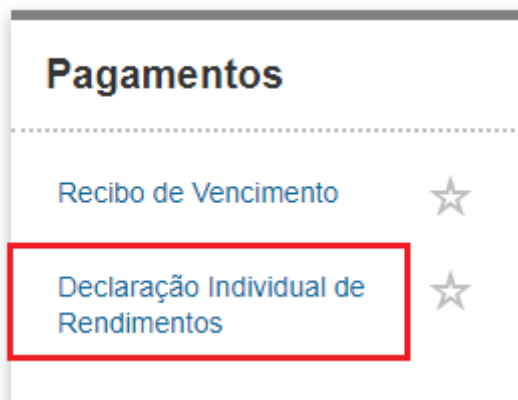 Pagamentos
Recibo de Vencimento
Declaração Individual de
Rendimentos